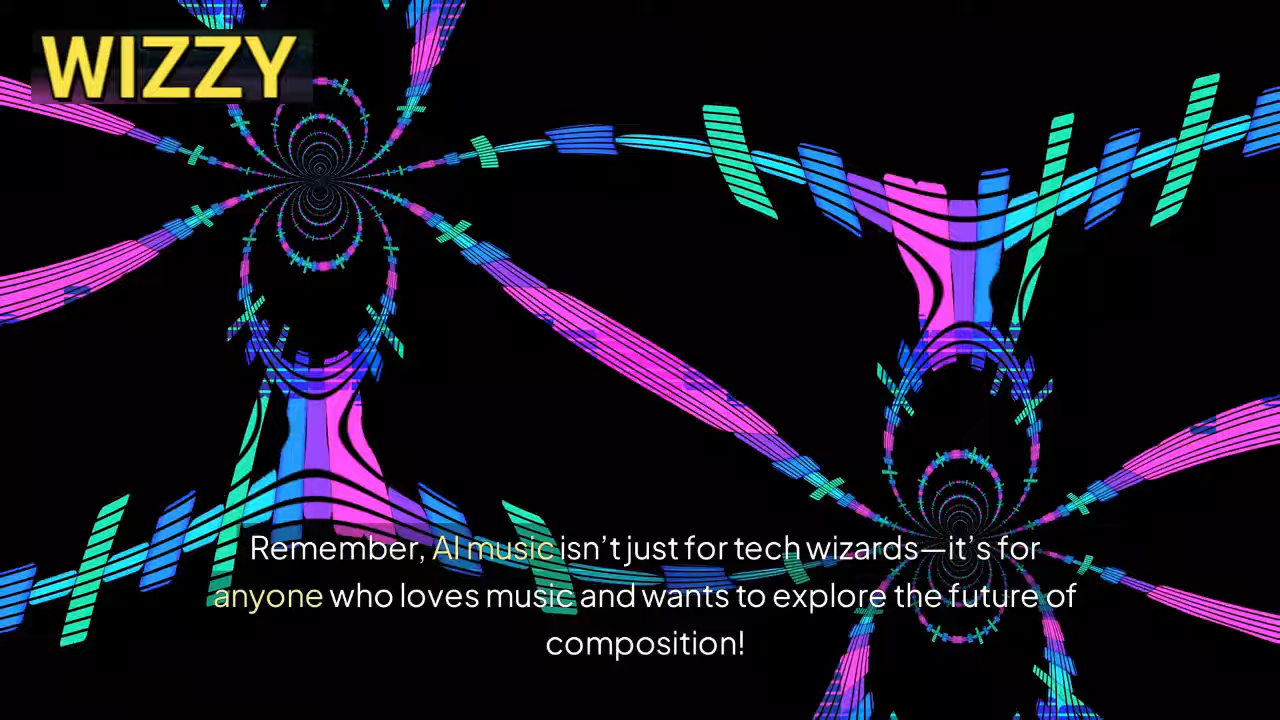 WIZZY
Remember, AI music isn’t just for tech wizards—it’s for
anyone who loves music and wants to explore the future of
composition!